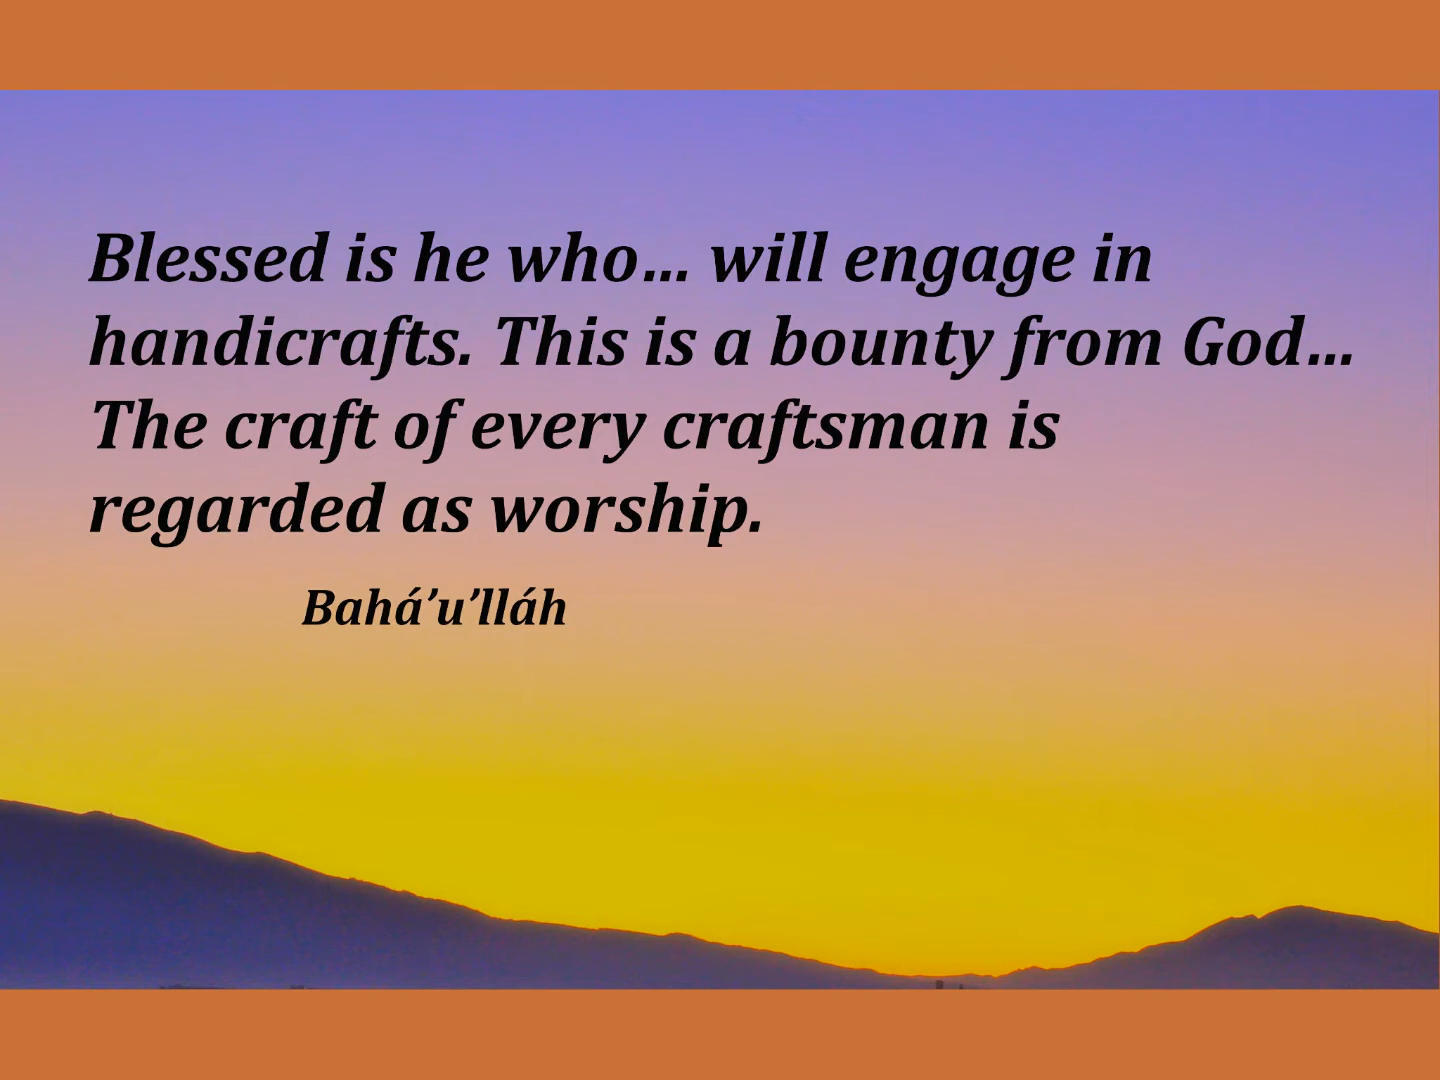 Blessed is he who… will engage in
handicrafts. This is a bounty from God…
The craft of every craftsman is
regarded as worship.
Bahá’u’lláh